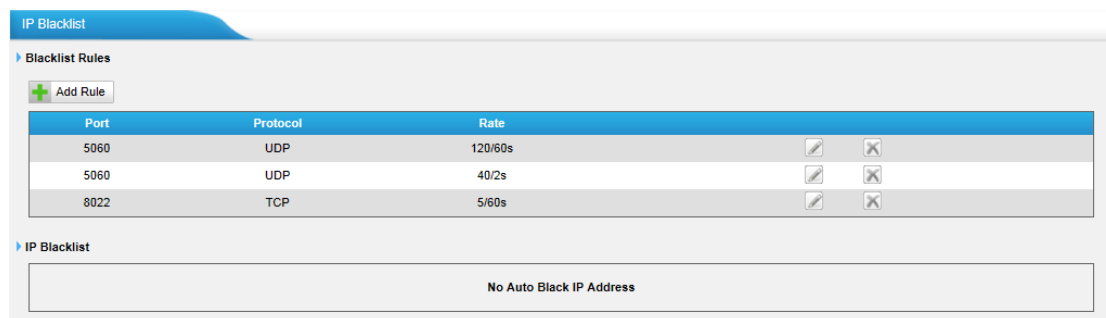 IP Blacklist
Blacklist Rules
Add Rule
Port Protocol Rate
5060 UDP 120/60s
5060 UDP 40/2s
8022 TCP 5/60s
IP Blacklist
No Auto Black IP Address